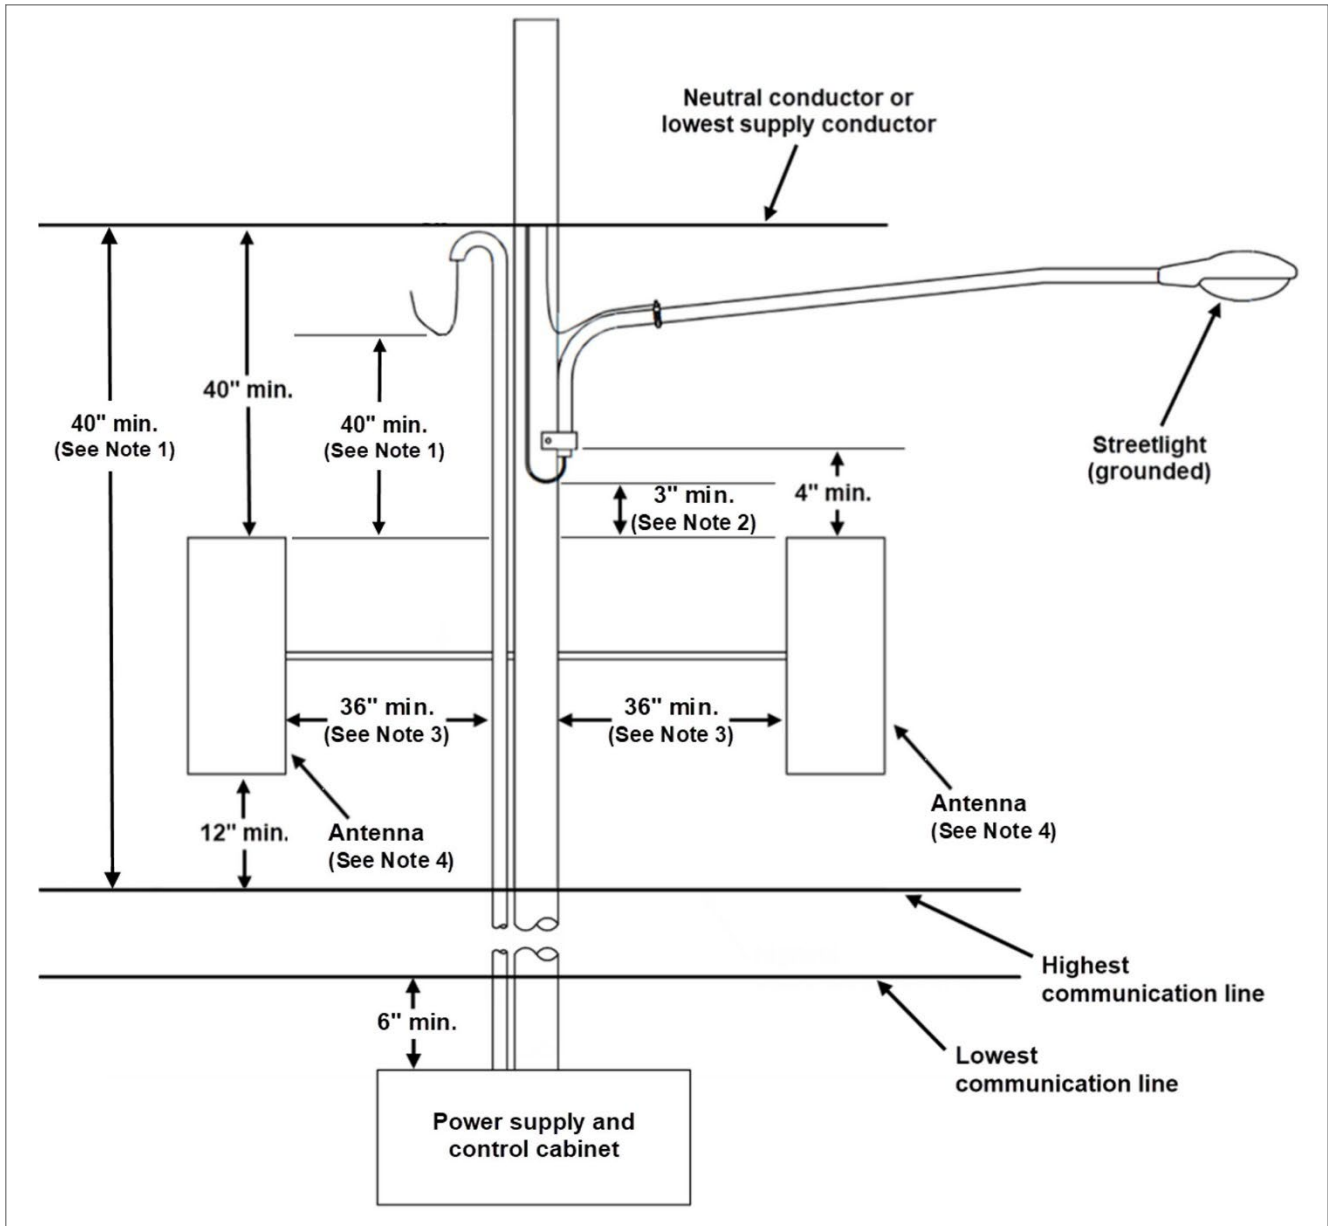 Neutral conductor or
lowest supply conductor
40" min.
40" min.
(See Note 1)
40" min.
(See Note 1)
Streetlight
(grounded)
3" min.
(See Note 2)
4" min.
36" min.
(See Note 3)
36" min.
(See Note 3)
12" min.
Antenna
(See Note 4)
Antenna
(See Note 4)
Highest
communication line
6" min.
Lowest
communication line
Power supply and
control cabinet